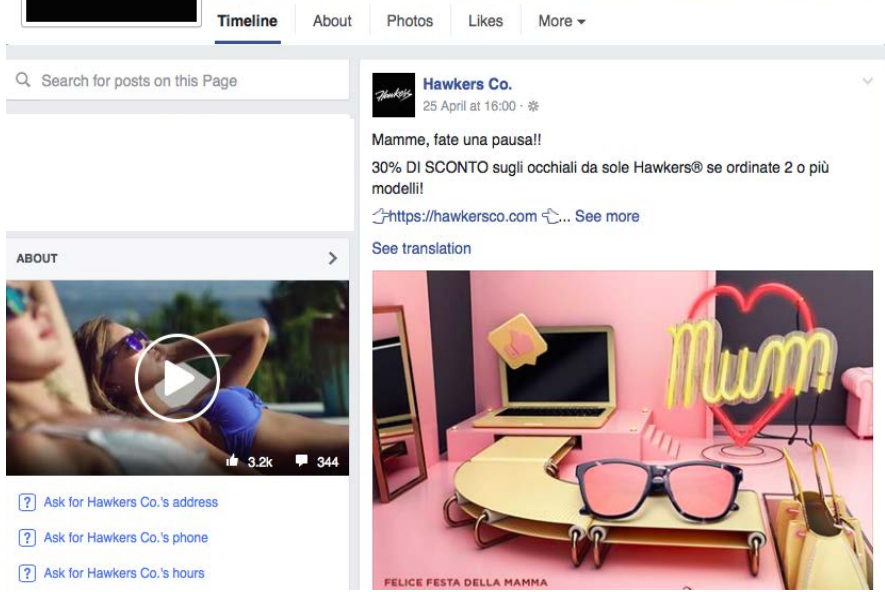 Timeline
About
Photos
Likes
More
Search for posts on this Page
ABOUT
3.2k
344
? Ask for Hawkers Co.'s address
? Ask for Hawkers Co.'s phone
? Ask for Hawkers Co.'s hours
Hawkers
Hawkers Co.
25 April at 16:00 ·
Mamme, fate una pausa!!
30% DI SCONTO sugli occhiali da sole Hawkers® se ordinate 2 o più
modelli!
👉https://hawkersco.com 👈... See more
See translation
Mum
FELICE FESTA DELLA MAMMA